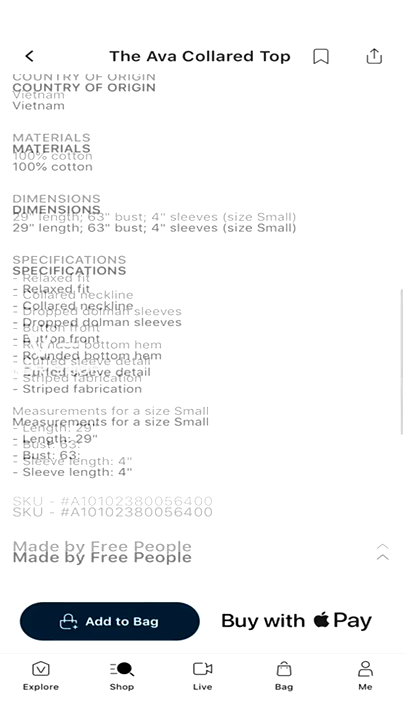 The Ava Collared Top
COUNTRY OF ORIGIN
Vietnam
MATERIALS
100% cotton
DIMENSIONS
29" length; 63" bust; 4" sleeves (size Small)
SPECIFICATIONS
- Relaxed fit
- Collared neckline
- Dropped dolman sleeves
- Button front
- Rounded bottom hem
- Cuffed sleeve detail
- Striped fabrication
Measurements for a size Small
- Length: 29"
- Bust: 63:
- Sleeve length: 4"
SKU - #A10102380056400
Made by Free People
Add to Bag
Buy with Pay
Explore
Shop
Live
Bag
Me